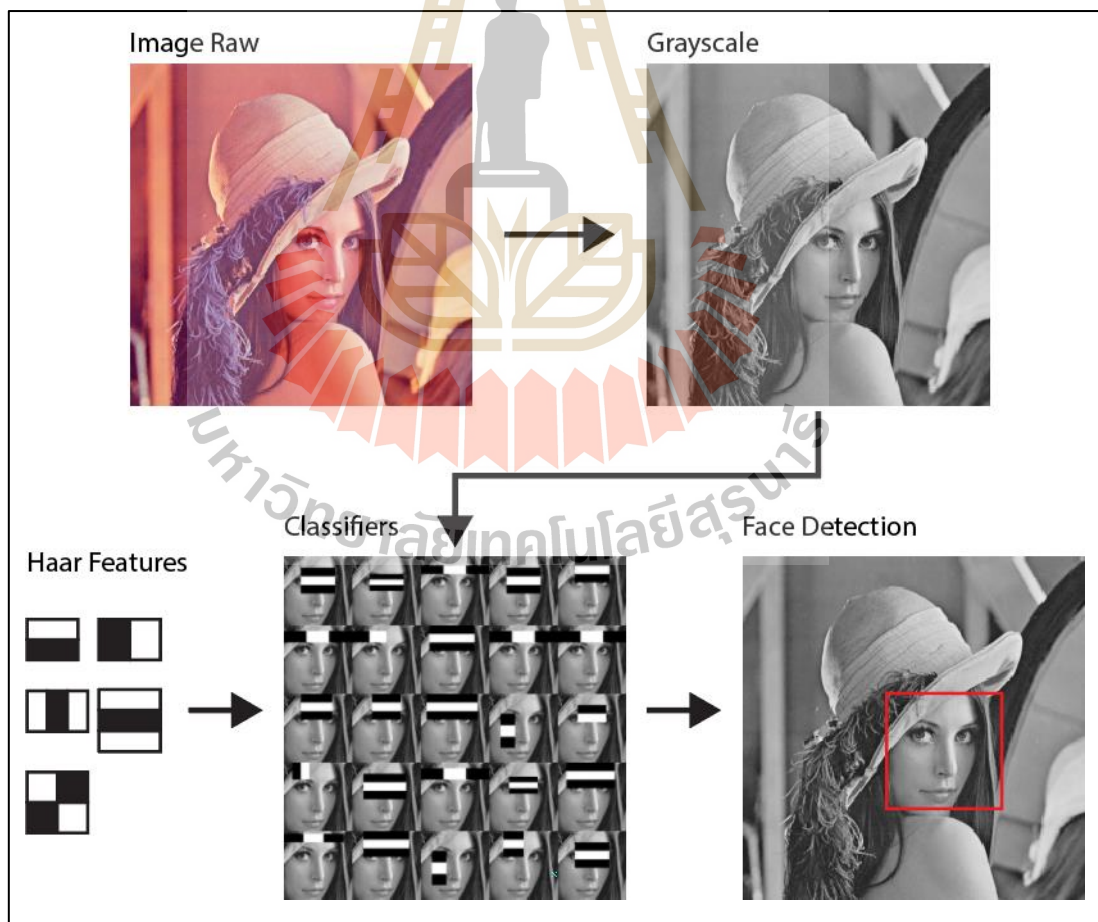 Image Raw
Grayscale
มหาวิทยาลัยเทคโนโลยีสุรนารี
Classifiers
Face Detection
Haar Features